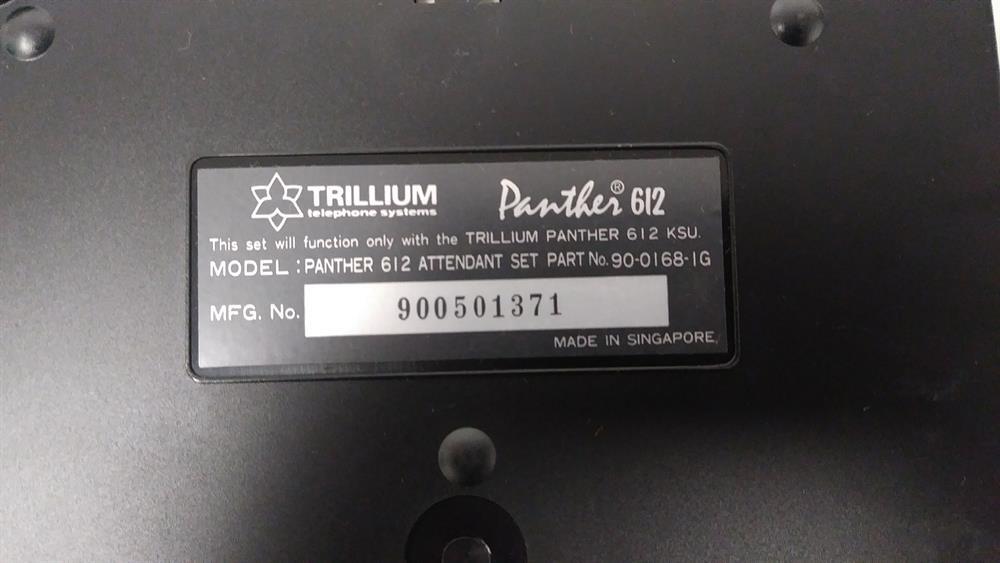 TRILLIUM Panther® 612
telephone systems
This set will function only with the TRILLIUM PANTHER 612 KSU.
MODEL: PANTHER 612 ATTENDANT SET PART No. 90-0168-1G
MFG. No. 900501371
MADE IN SINGAPORE.